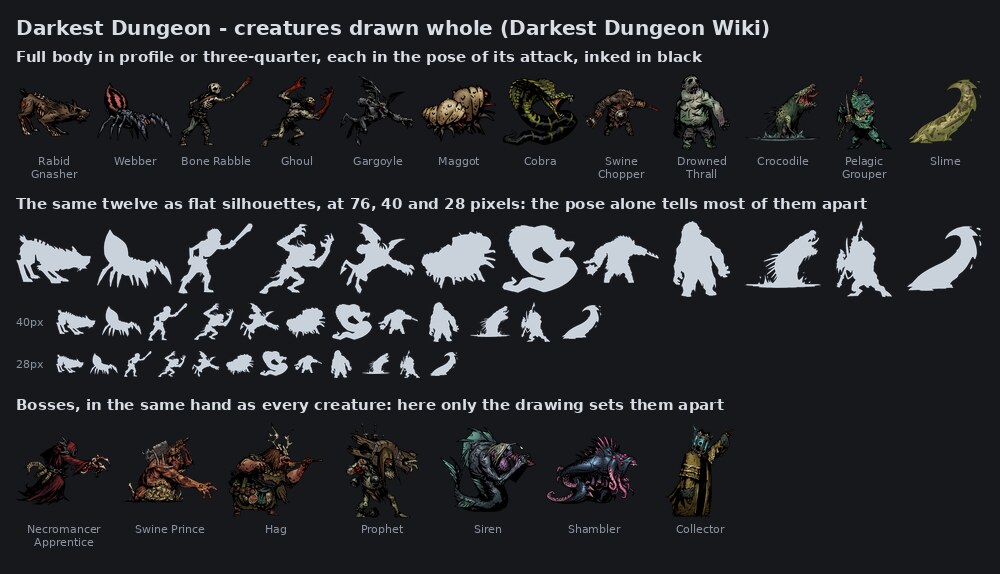 Darkest Dungeon - creatures drawn whole (Darkest Dungeon Wiki)
Full body in profile or three-quarter, each in the pose of its attack, inked in black
Rabid Gnasher
Webber
Bone Rabble
Ghoul
Gargoyle
Maggot
Cobra
Swine Chopper
Drowned Thrall
Crocodile
Pelagic Grouper
Slime
The same twelve as flat silhouettes, at 76, 40 and 28 pixels: the pose alone tells most of them apart
40px
28px
Bosses, in the same hand as every creature: here only the drawing sets them apart
Necromancer Apprentice
Swine Prince
Hag
Prophet
Siren
Shambler
Collector